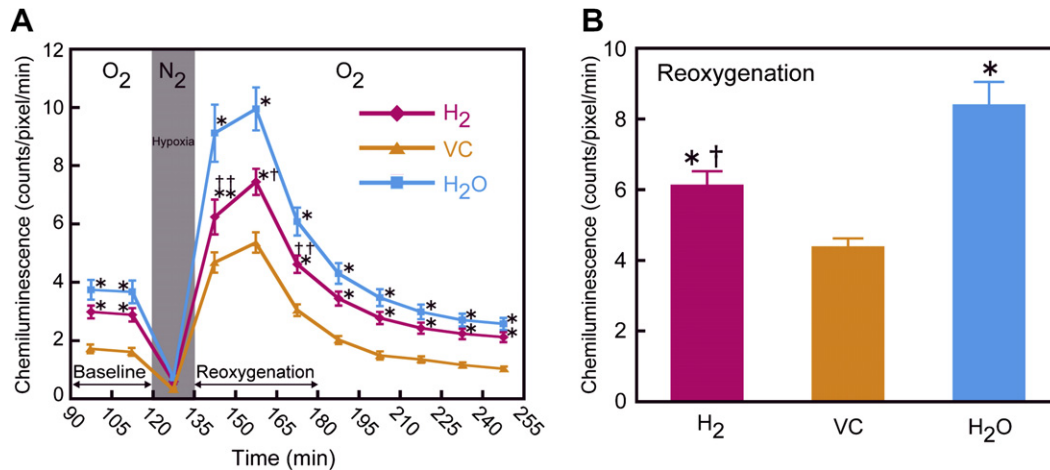 A
Chemiluminescence (counts/pixel/min)
12
10
8
6
4
2
0
O2
N2
O2
Hypoxia
H2
VC
H2O
* * * * * *† †† ** †† * * * * * * * * * * * * * *
Baseline
Reoxygenation
90 105 120 135 150 165 180 195 210 225 240 255
Time (min)
B
Chemiluminescence (counts/pixel/min)
10
8
6
4
2
0
Reoxygenation
* †
*
H2 VC H2O